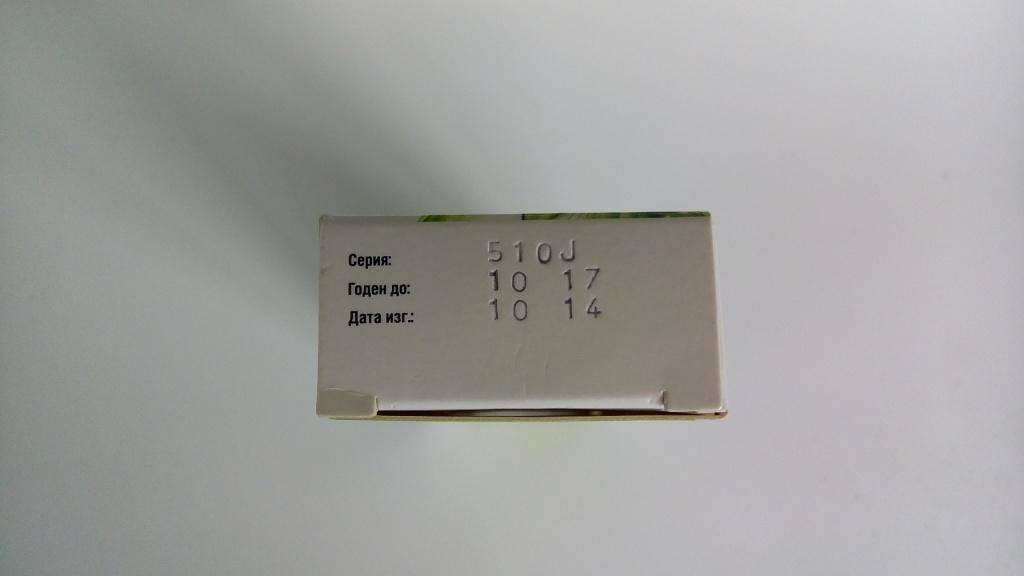 Серия: 510J
Годен до: 10 17
Дата изг.: 10 14